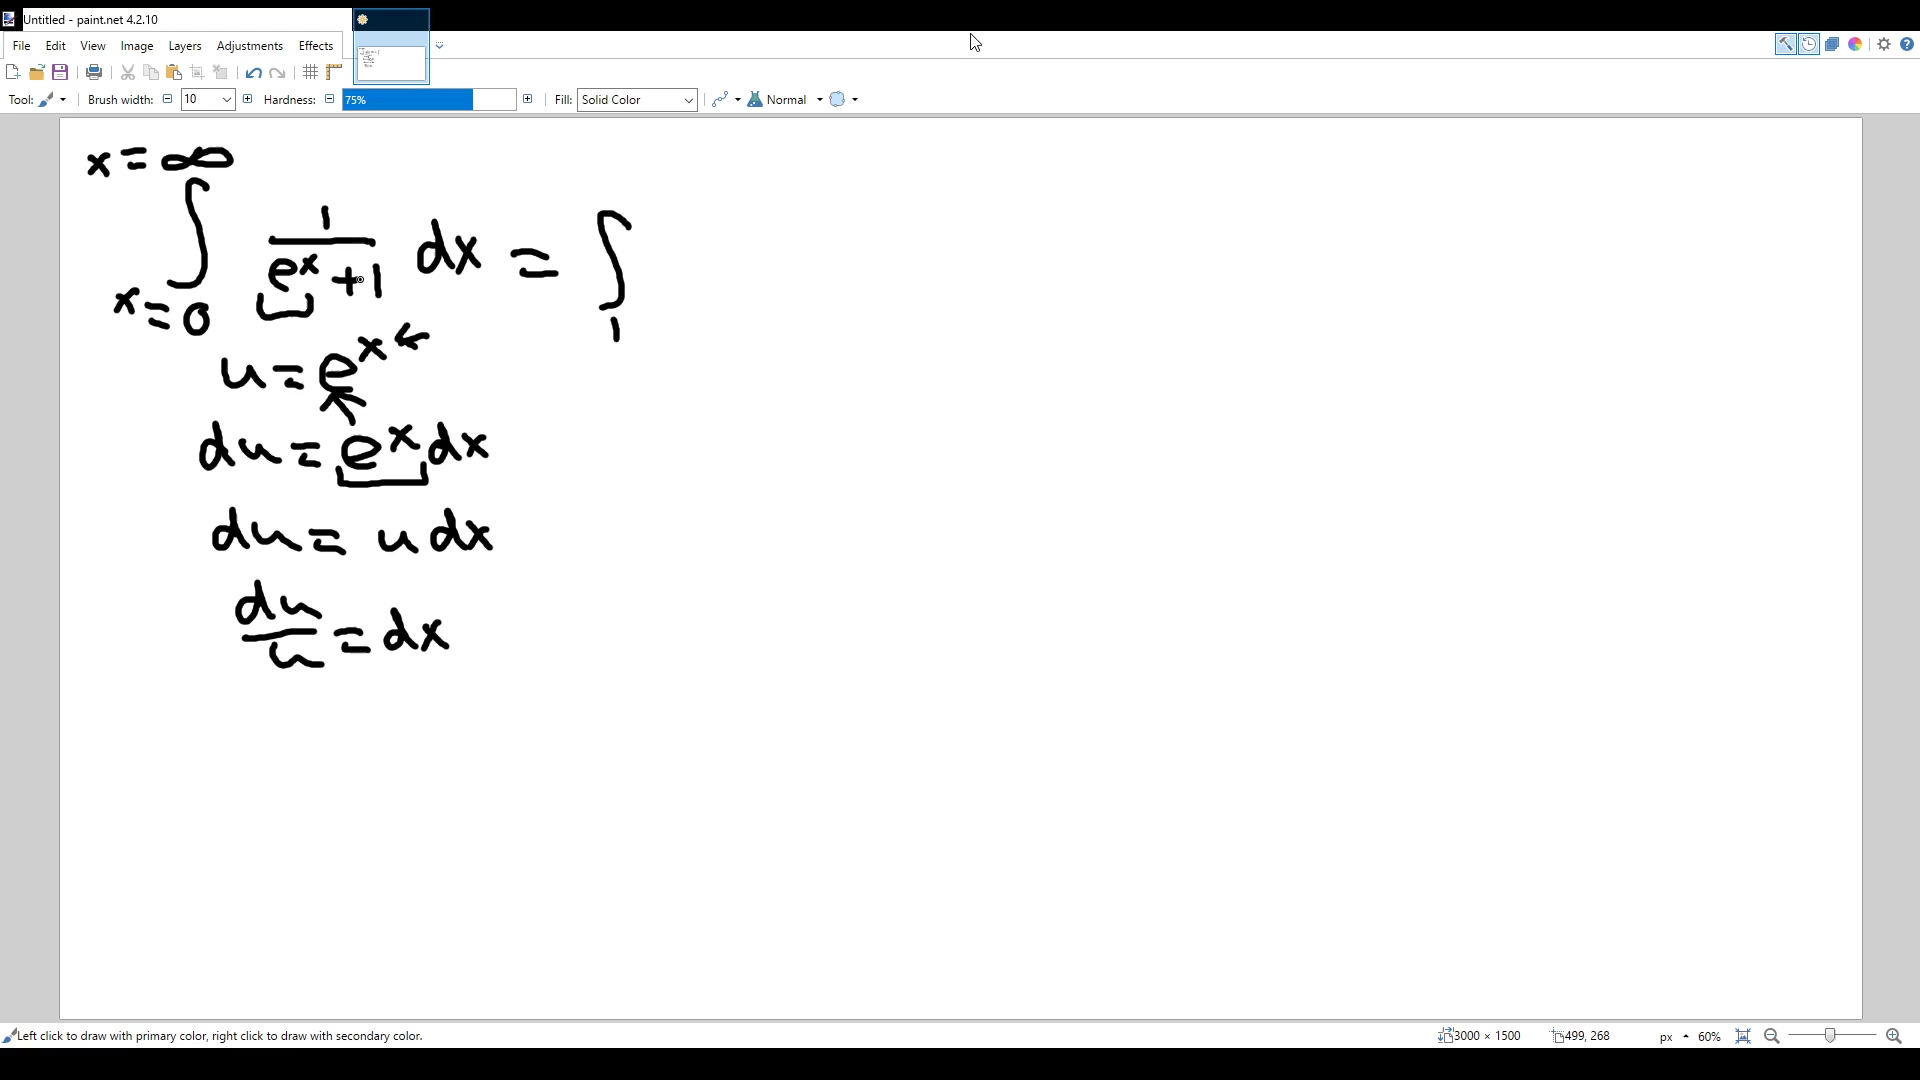 Untitled - paint.net 4.2.10
File Edit View Image Layers Adjustments Effects
Tool: Brush width: 10 Hardness: 75% Fill: Solid Color Normal
x = ∞
∫ 1/(e^x + 1) dx = ∫
x = 0
1
u = e^x ←
du = e^x dx
du = u dx
du/u = dx
Left click to draw with primary color, right click to draw with secondary color. 3000 × 1500 499, 268 px 60%